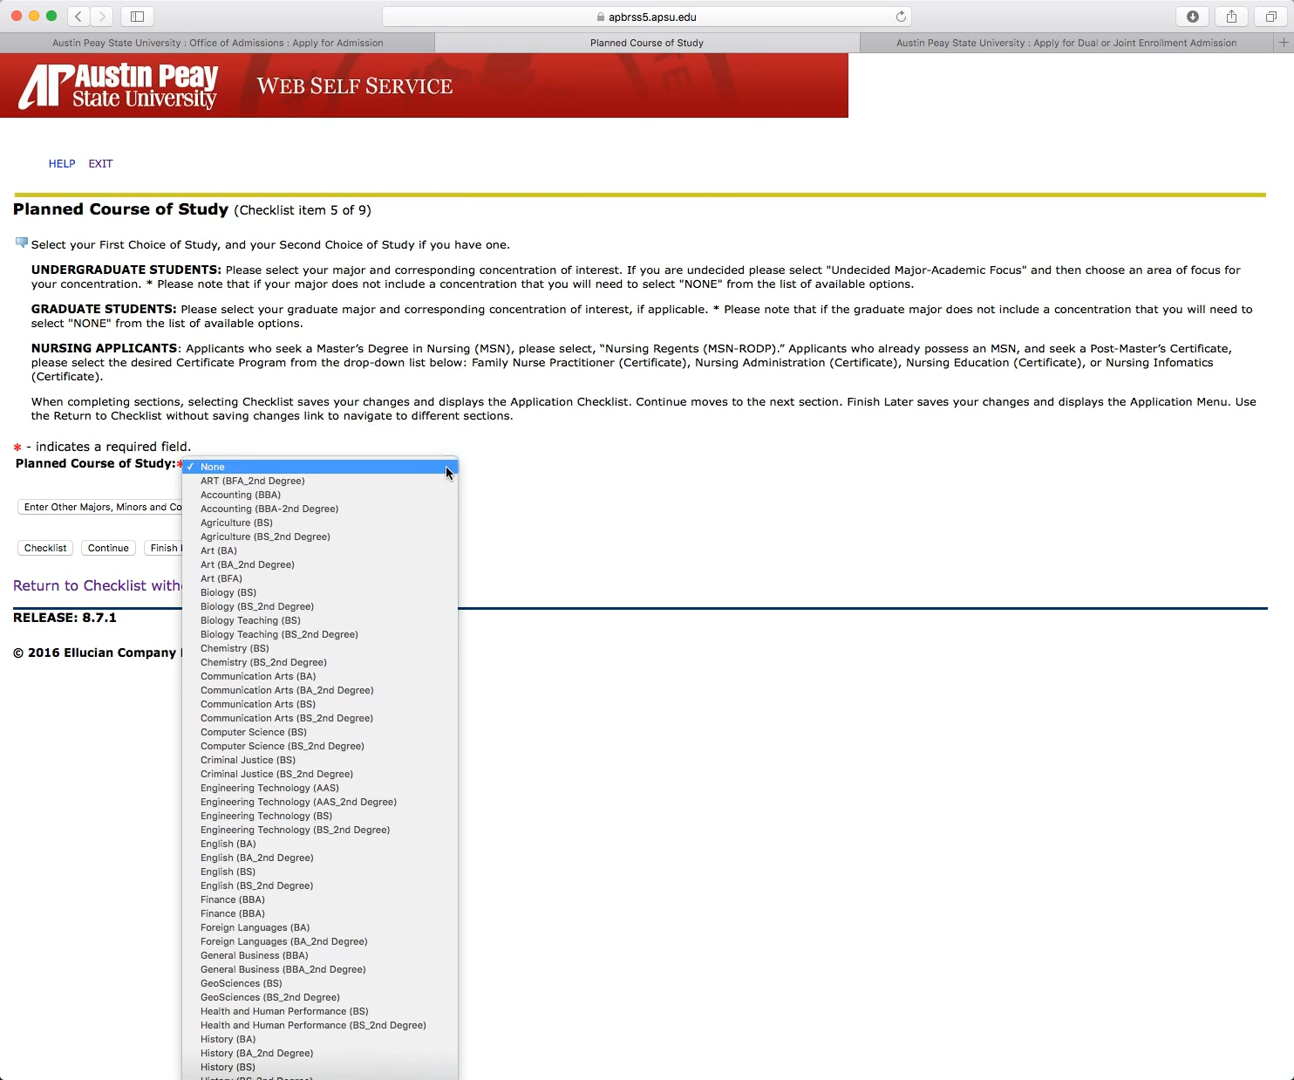 apbrss5.apsu.edu
Austin Peay State University : Office of Admissions : Apply for Admission
Planned Course of Study
Austin Peay State University : Apply for Dual or Joint Enrollment Admission
AP Austin Peay
State University
WEB SELF SERVICE
HELP EXIT
Planned Course of Study (Checklist item 5 of 9)
Select your First Choice of Study, and your Second Choice of Study if you have one.
UNDERGRADUATE STUDENTS: Please select your major and corresponding concentration of interest. If you are undecided please select "Undecided Major-Academic Focus" and then choose an area of focus for
your concentration. * Please note that if your major does not include a concentration that you will need to select "NONE" from the list of available options.
GRADUATE STUDENTS: Please select your graduate major and corresponding concentration of interest, if applicable. * Please note that if the graduate major does not include a concentration that you will need to
select "NONE" from the list of available options.
NURSING APPLICANTS: Applicants who seek a Master's Degree in Nursing (MSN), please select, “Nursing Regents (MSN-RODP).” Applicants who already possess an MSN, and seek a Post-Master’s Certificate,
please select the desired Certificate Program from the drop-down list below: Family Nurse Practitioner (Certificate), Nursing Administration (Certificate), Nursing Education (Certificate), or Nursing Infomatics
(Certificate).
When completing sections, selecting Checklist saves your changes and displays the Application Checklist. Continue moves to the next section. Finish Later saves your changes and displays the Application Menu. Use
the Return to Checklist without saving changes link to navigate to different sections.
* - indicates a required field.
Planned Course of Study:*
✓ None
ART (BFA_2nd Degree)
Accounting (BBA)
Enter Other Majors, Minors and Co
Accounting (BBA-2nd Degree)
Agriculture (BS)
Agriculture (BS_2nd Degree)
Checklist Continue Finish
Art (BA)
Art (BA_2nd Degree)
Art (BFA)
Return to Checklist with
Biology (BS)
Biology (BS_2nd Degree)
RELEASE: 8.7.1
Biology Teaching (BS)
Biology Teaching (BS_2nd Degree)
Chemistry (BS)
© 2016 Ellucian Company
Chemistry (BS_2nd Degree)
Communication Arts (BA)
Communication Arts (BA_2nd Degree)
Communication Arts (BS)
Communication Arts (BS_2nd Degree)
Computer Science (BS)
Computer Science (BS_2nd Degree)
Criminal Justice (BS)
Criminal Justice (BS_2nd Degree)
Engineering Technology (AAS)
Engineering Technology (AAS_2nd Degree)
Engineering Technology (BS)
Engineering Technology (BS_2nd Degree)
English (BA)
English (BA_2nd Degree)
English (BS)
English (BS_2nd Degree)
Finance (BBA)
Finance (BBA)
Foreign Languages (BA)
Foreign Languages (BA_2nd Degree)
General Business (BBA)
General Business (BBA_2nd Degree)
GeoSciences (BS)
GeoSciences (BS_2nd Degree)
Health and Human Performance (BS)
Health and Human Performance (BS_2nd Degree)
History (BA)
History (BA_2nd Degree)
History (BS)